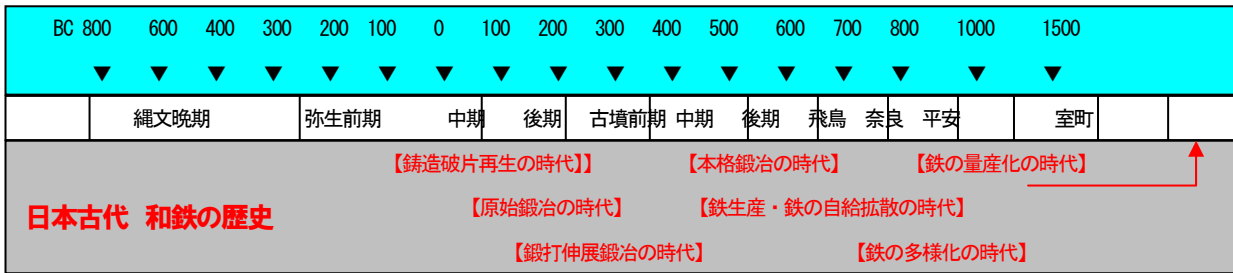 BC 800 600 400 300 200 100 0 100 200 300 400 500 600 700 800 1000 1500
▼ ▼ ▼ ▼ ▼ ▼ ▼ ▼ ▼ ▼ ▼ ▼ ▼ ▼ ▼ ▼ ▼
縄文晩期 弥生前期 中期 後期 古墳前期 中期 後期 飛鳥 奈良 平安 室町
【鋳造破片再生の時代】】 【本格鍛冶の時代】 【鉄の量産化の時代】
日本古代 和鉄の歴史 【原始鍛冶の時代】 【鉄生産・鉄の自給拡散の時代】
【鍛打伸展鍛冶の時代】 【鉄の多様化の時代】